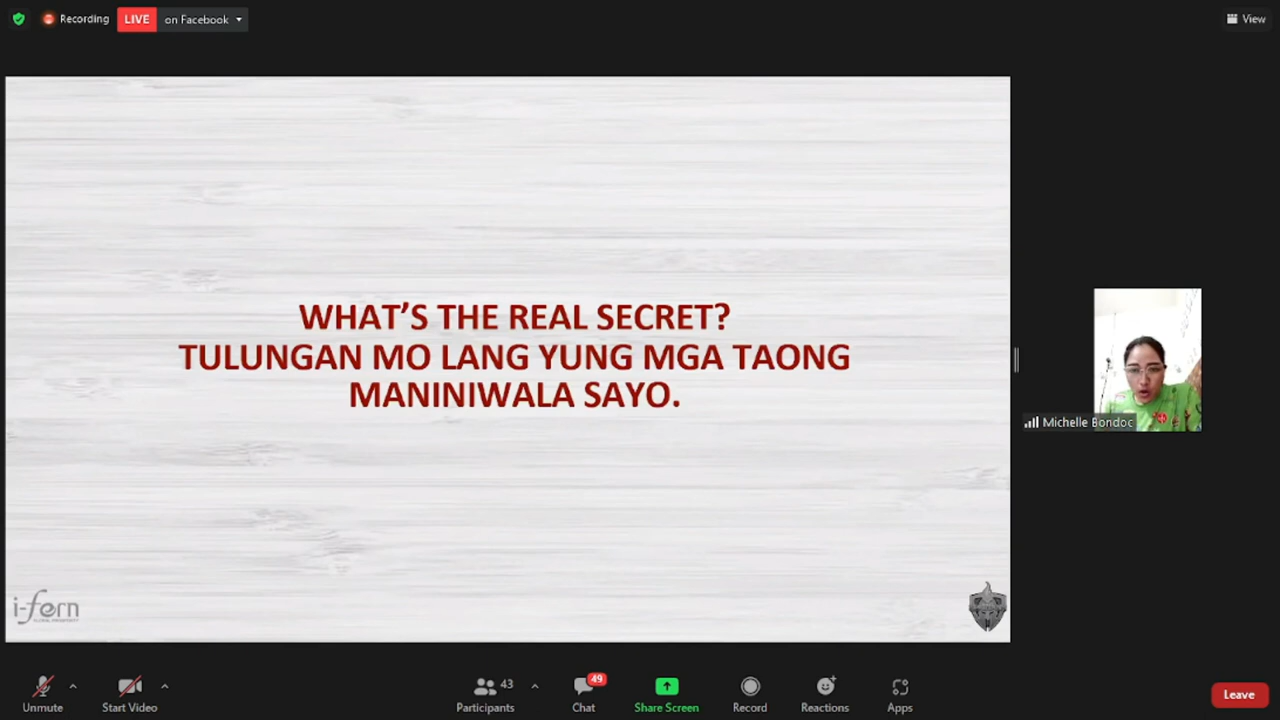 Recording
LIVE on Facebook
View
WHAT'S THE REAL SECRET?
TULUNGAN MO LANG YUNG MGA TAONG
MANINIWALA SAYO.
Michelle Bondoc
i-fern
43
49
Unmute
Start Video
Participants
Chat
Share Screen
Record
Reactions
Apps
Leave